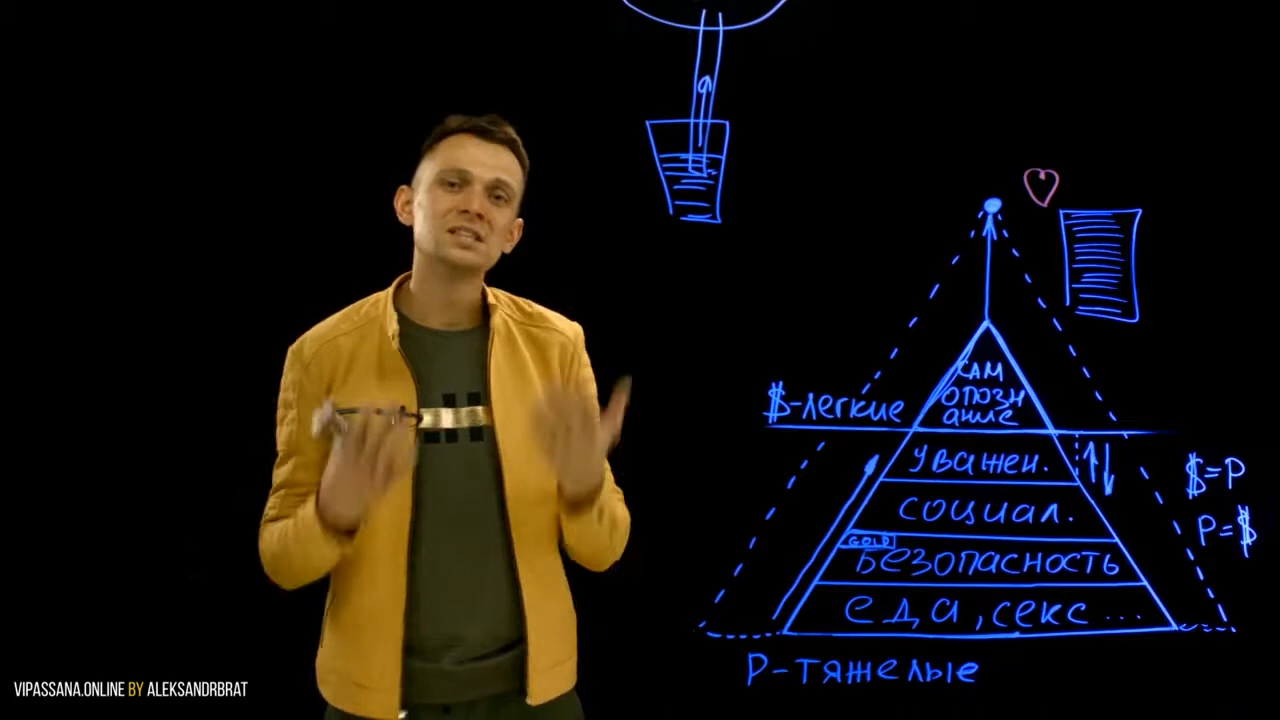 $-легкие
САМ
ОПОЗН
ание
уважен.
социал.
GOLD
безопасность
еда, секс ...
Р-тяжелые
$=Р
Р=$
VIPASSANA.ONLINE BY ALEKSANDRBRAT